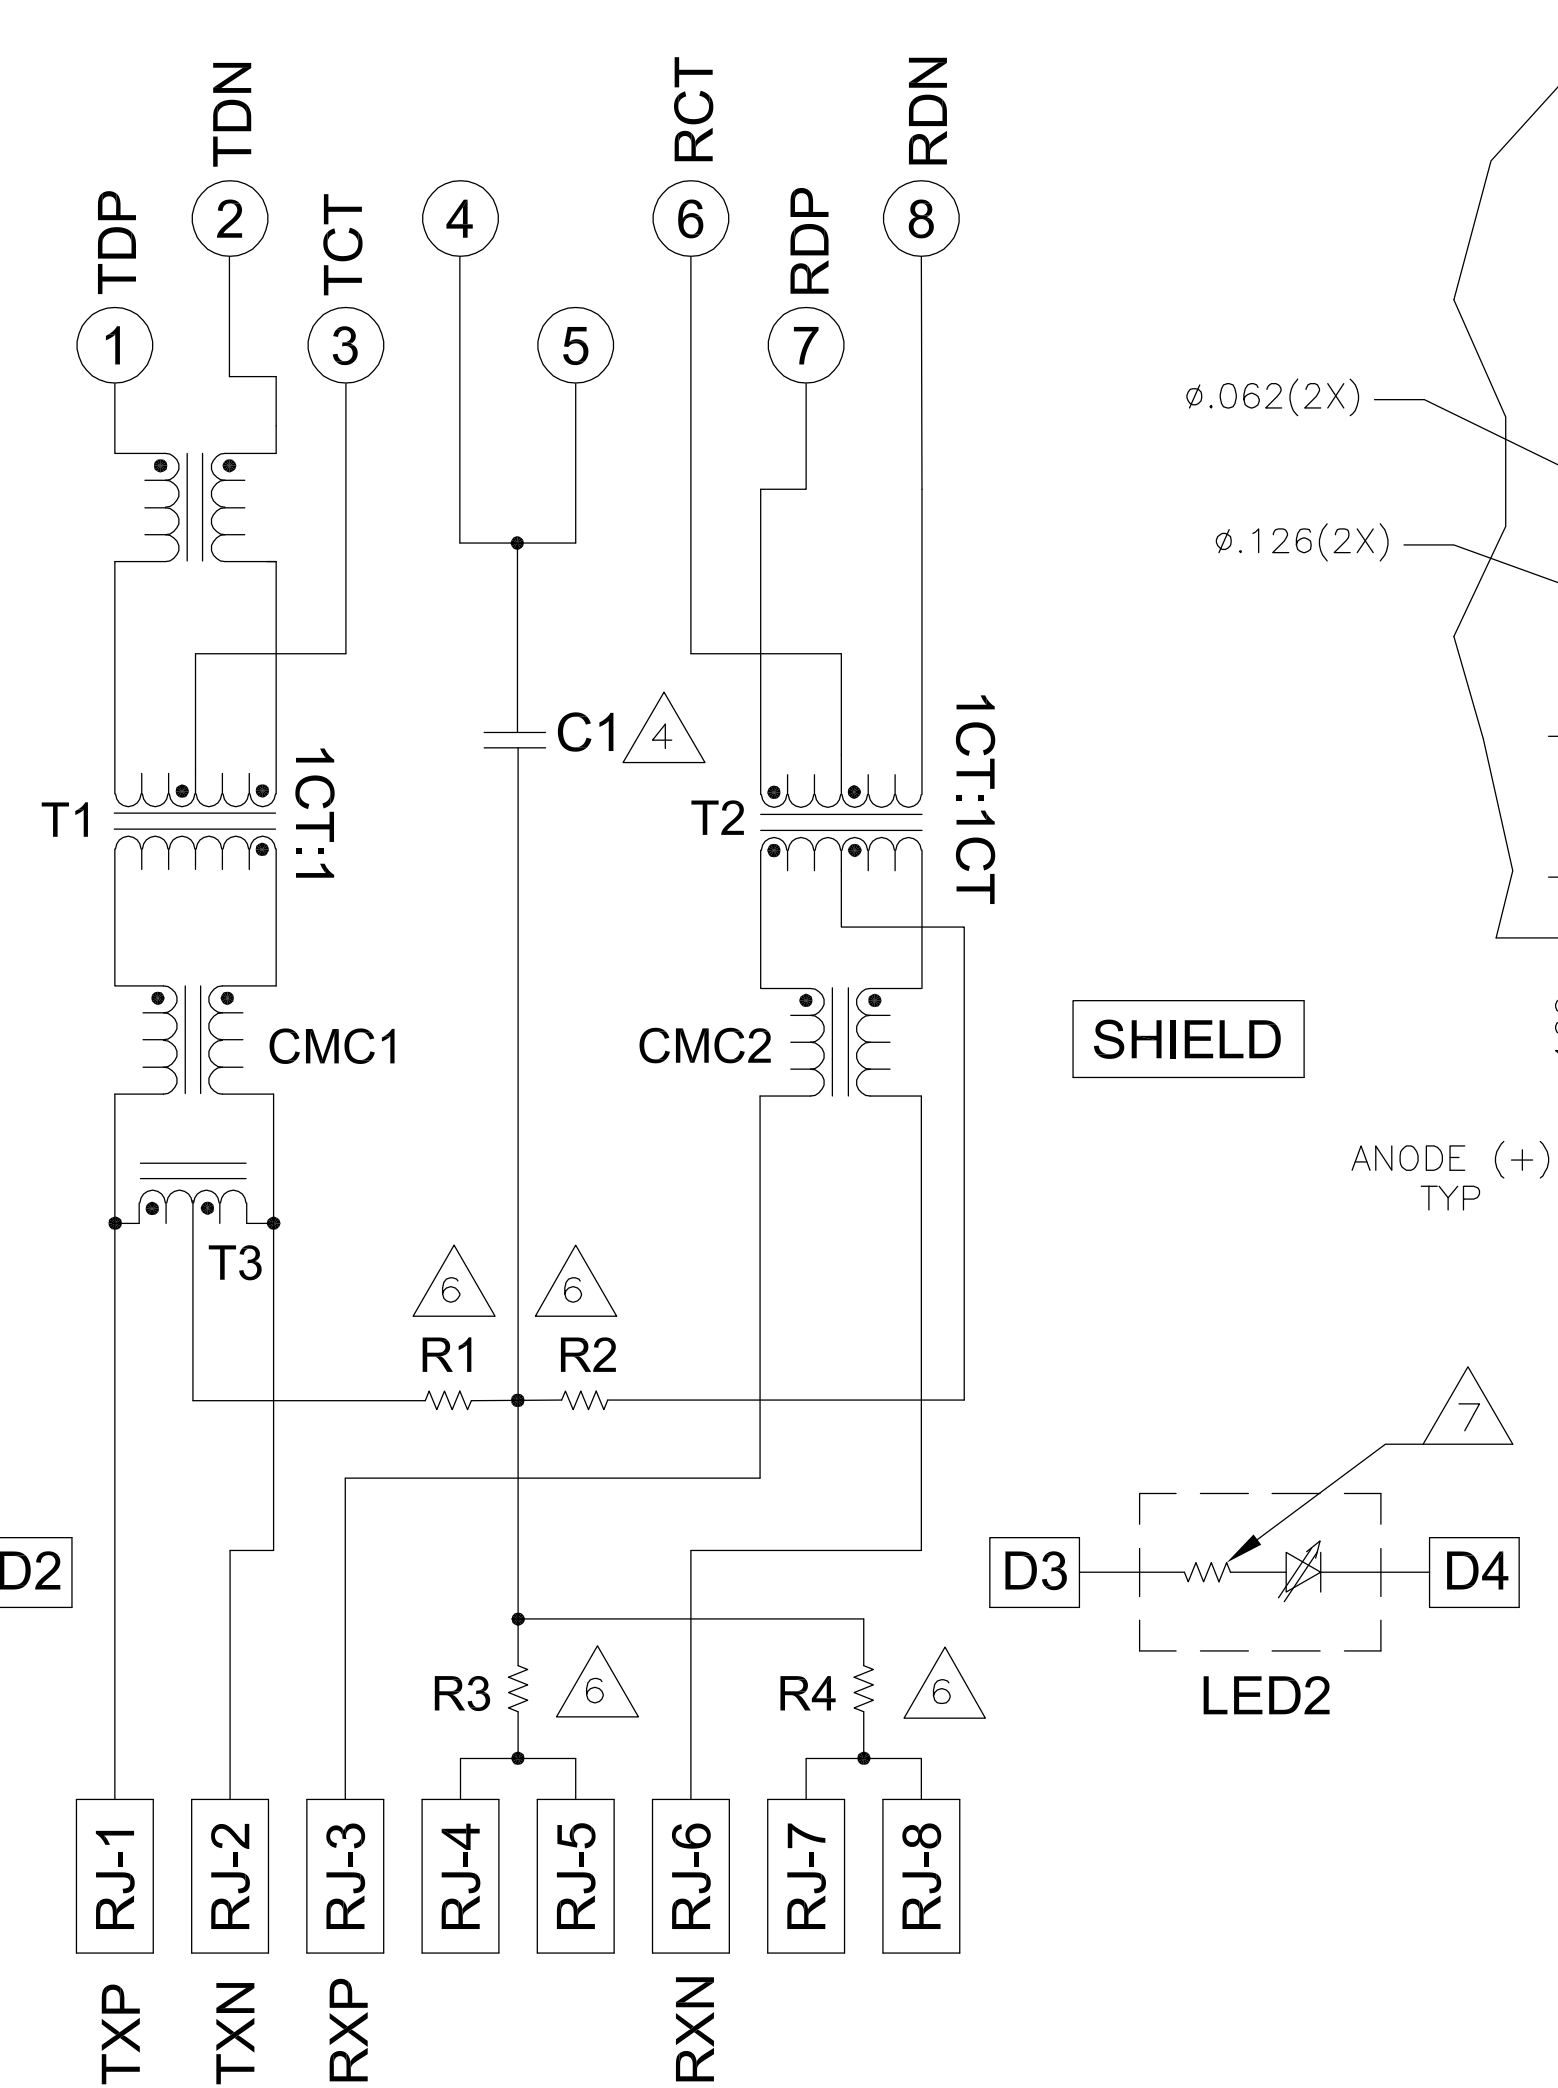 TDP
TDN
TCT
RCT
RDP
RDN
1
2
3
4
5
6
7
8
ø.062(2X)
ø.126(2X)
C1
4
T1
1CT:1
T2
1CT:1CT
CMC1
CMC2
SHIELD
ANODE (+)
TYP
T3
6
6
R1
R2
7
D2
D3
D4
LED2
R3
6
R4
6
RJ-1
RJ-2
RJ-3
RJ-4
RJ-5
RJ-6
RJ-7
RJ-8
TXP
TXN
RXP
RXN